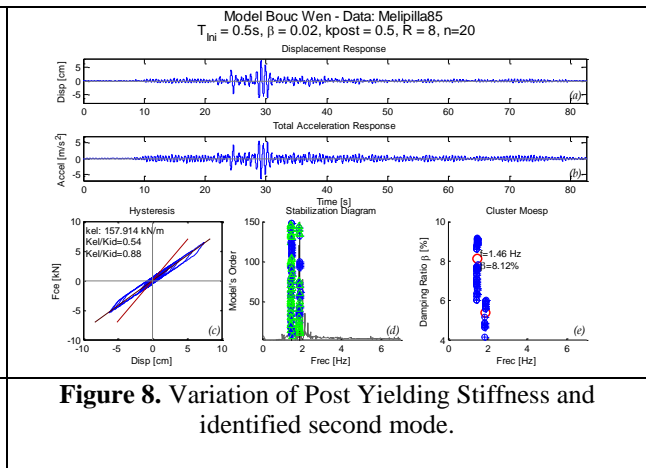 Model Bouc Wen - Data: Melipilla85
T_Ini = 0.5s, β = 0.02, kpost = 0.5, R = 8, n=20
Displacement Response
Disp [cm]
5
0
-5
(a)
0 10 20 30 40 50 60 70 80
Total Acceleration Response
Accel [m/s²]
5
0
-5
(b)
0 10 20 30 40 50 60 70 80
Time [s]
Hysteresis
Fce [kN]
10
5
0
-5
-10
kel: 157.914 kN/m
Kel/Kid=0.54
Kel/Kid=0.88
(c)
-10 -5 0 5 10
Disp [cm]
Stabilization Diagram
Model's Order
150
100
50
(d)
0 2 4 6
Frec [Hz]
Cluster Moesp
Damping Ratio β [%]
10
8
6
4
=1.46 Hz
β=8.12%
(e)
0 2 4 6
Frec [Hz]
Figure 8. Variation of Post Yielding Stiffness and
identified second mode.